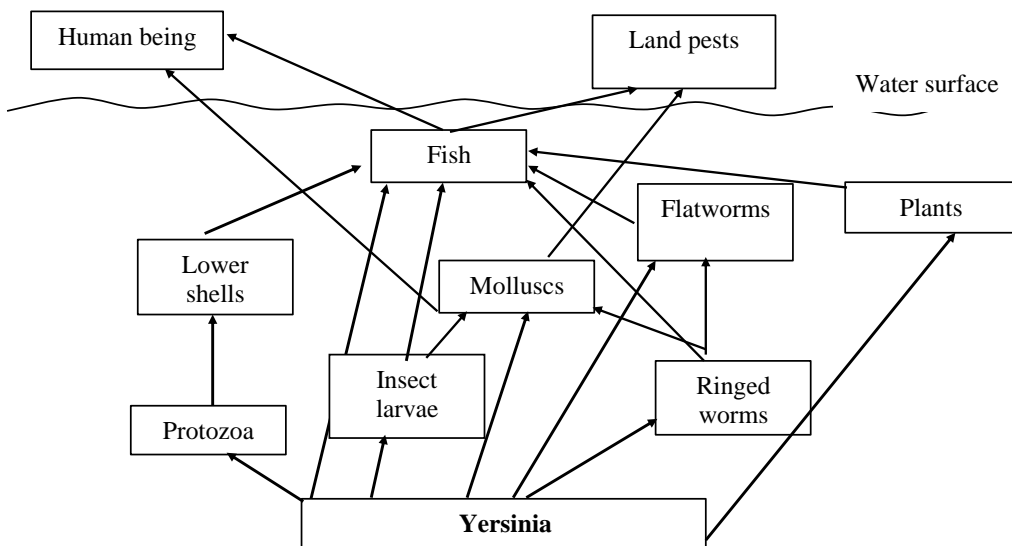 Human being
Land pests
Water surface
Fish
Flatworms
Plants
Lower
shells
Molluscs
Insect
larvae
Ringed
worms
Protozoa
Yersinia